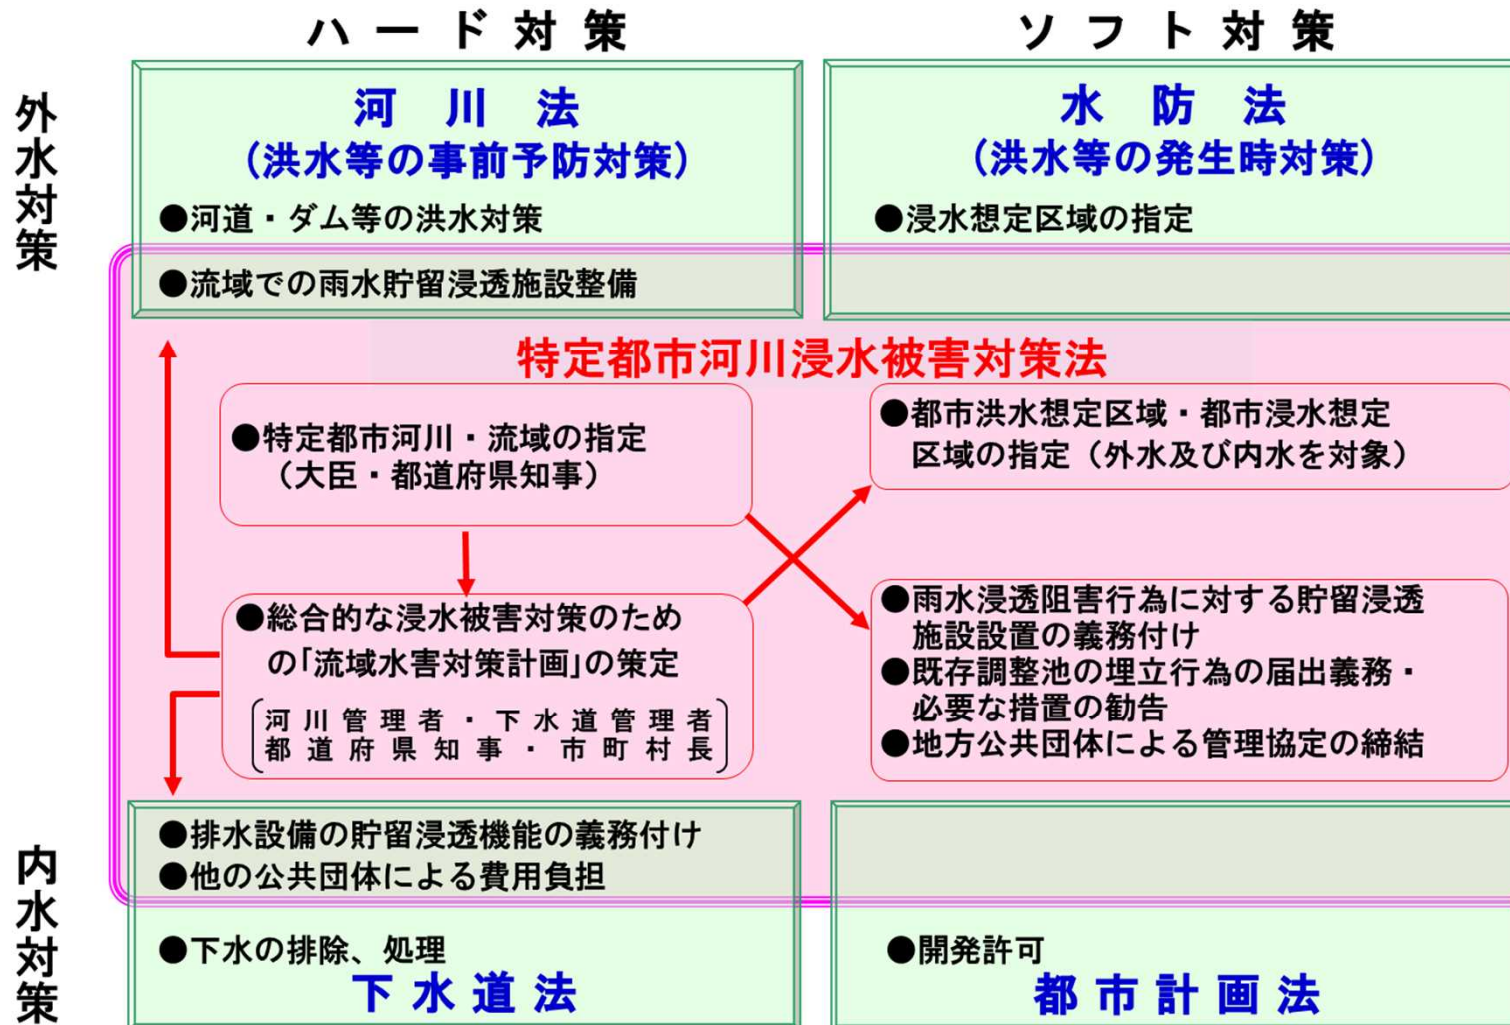 ハード対策
ソフト対策
外水対策
河川法
(洪水等の事前予防対策)
●河道・ダム等の洪水対策
●流域での雨水貯留浸透施設整備
水防法
(洪水等の発生時対策)
●浸水想定区域の指定
特定都市河川浸水被害対策法
●特定都市河川・流域の指定
(大臣・都道府県知事)
●都市洪水想定区域・都市浸水想定
区域の指定(外水及び内水を対象)
●総合的な浸水被害対策のため
の「流域水害対策計画」の策定
河川管理者・下水道管理者
都道府県知事・市町村長
●雨水浸透阻害行為に対する貯留浸透
施設設置の義務付け
●既存調整池の埋立行為の届出義務・
必要な措置の勧告
●地方公共団体による管理協定の締結
内水対策
●排水設備の貯留浸透機能の義務付け
●他の公共団体による費用負担
●下水の排除、処理
下水道法
●開発許可
都市計画法